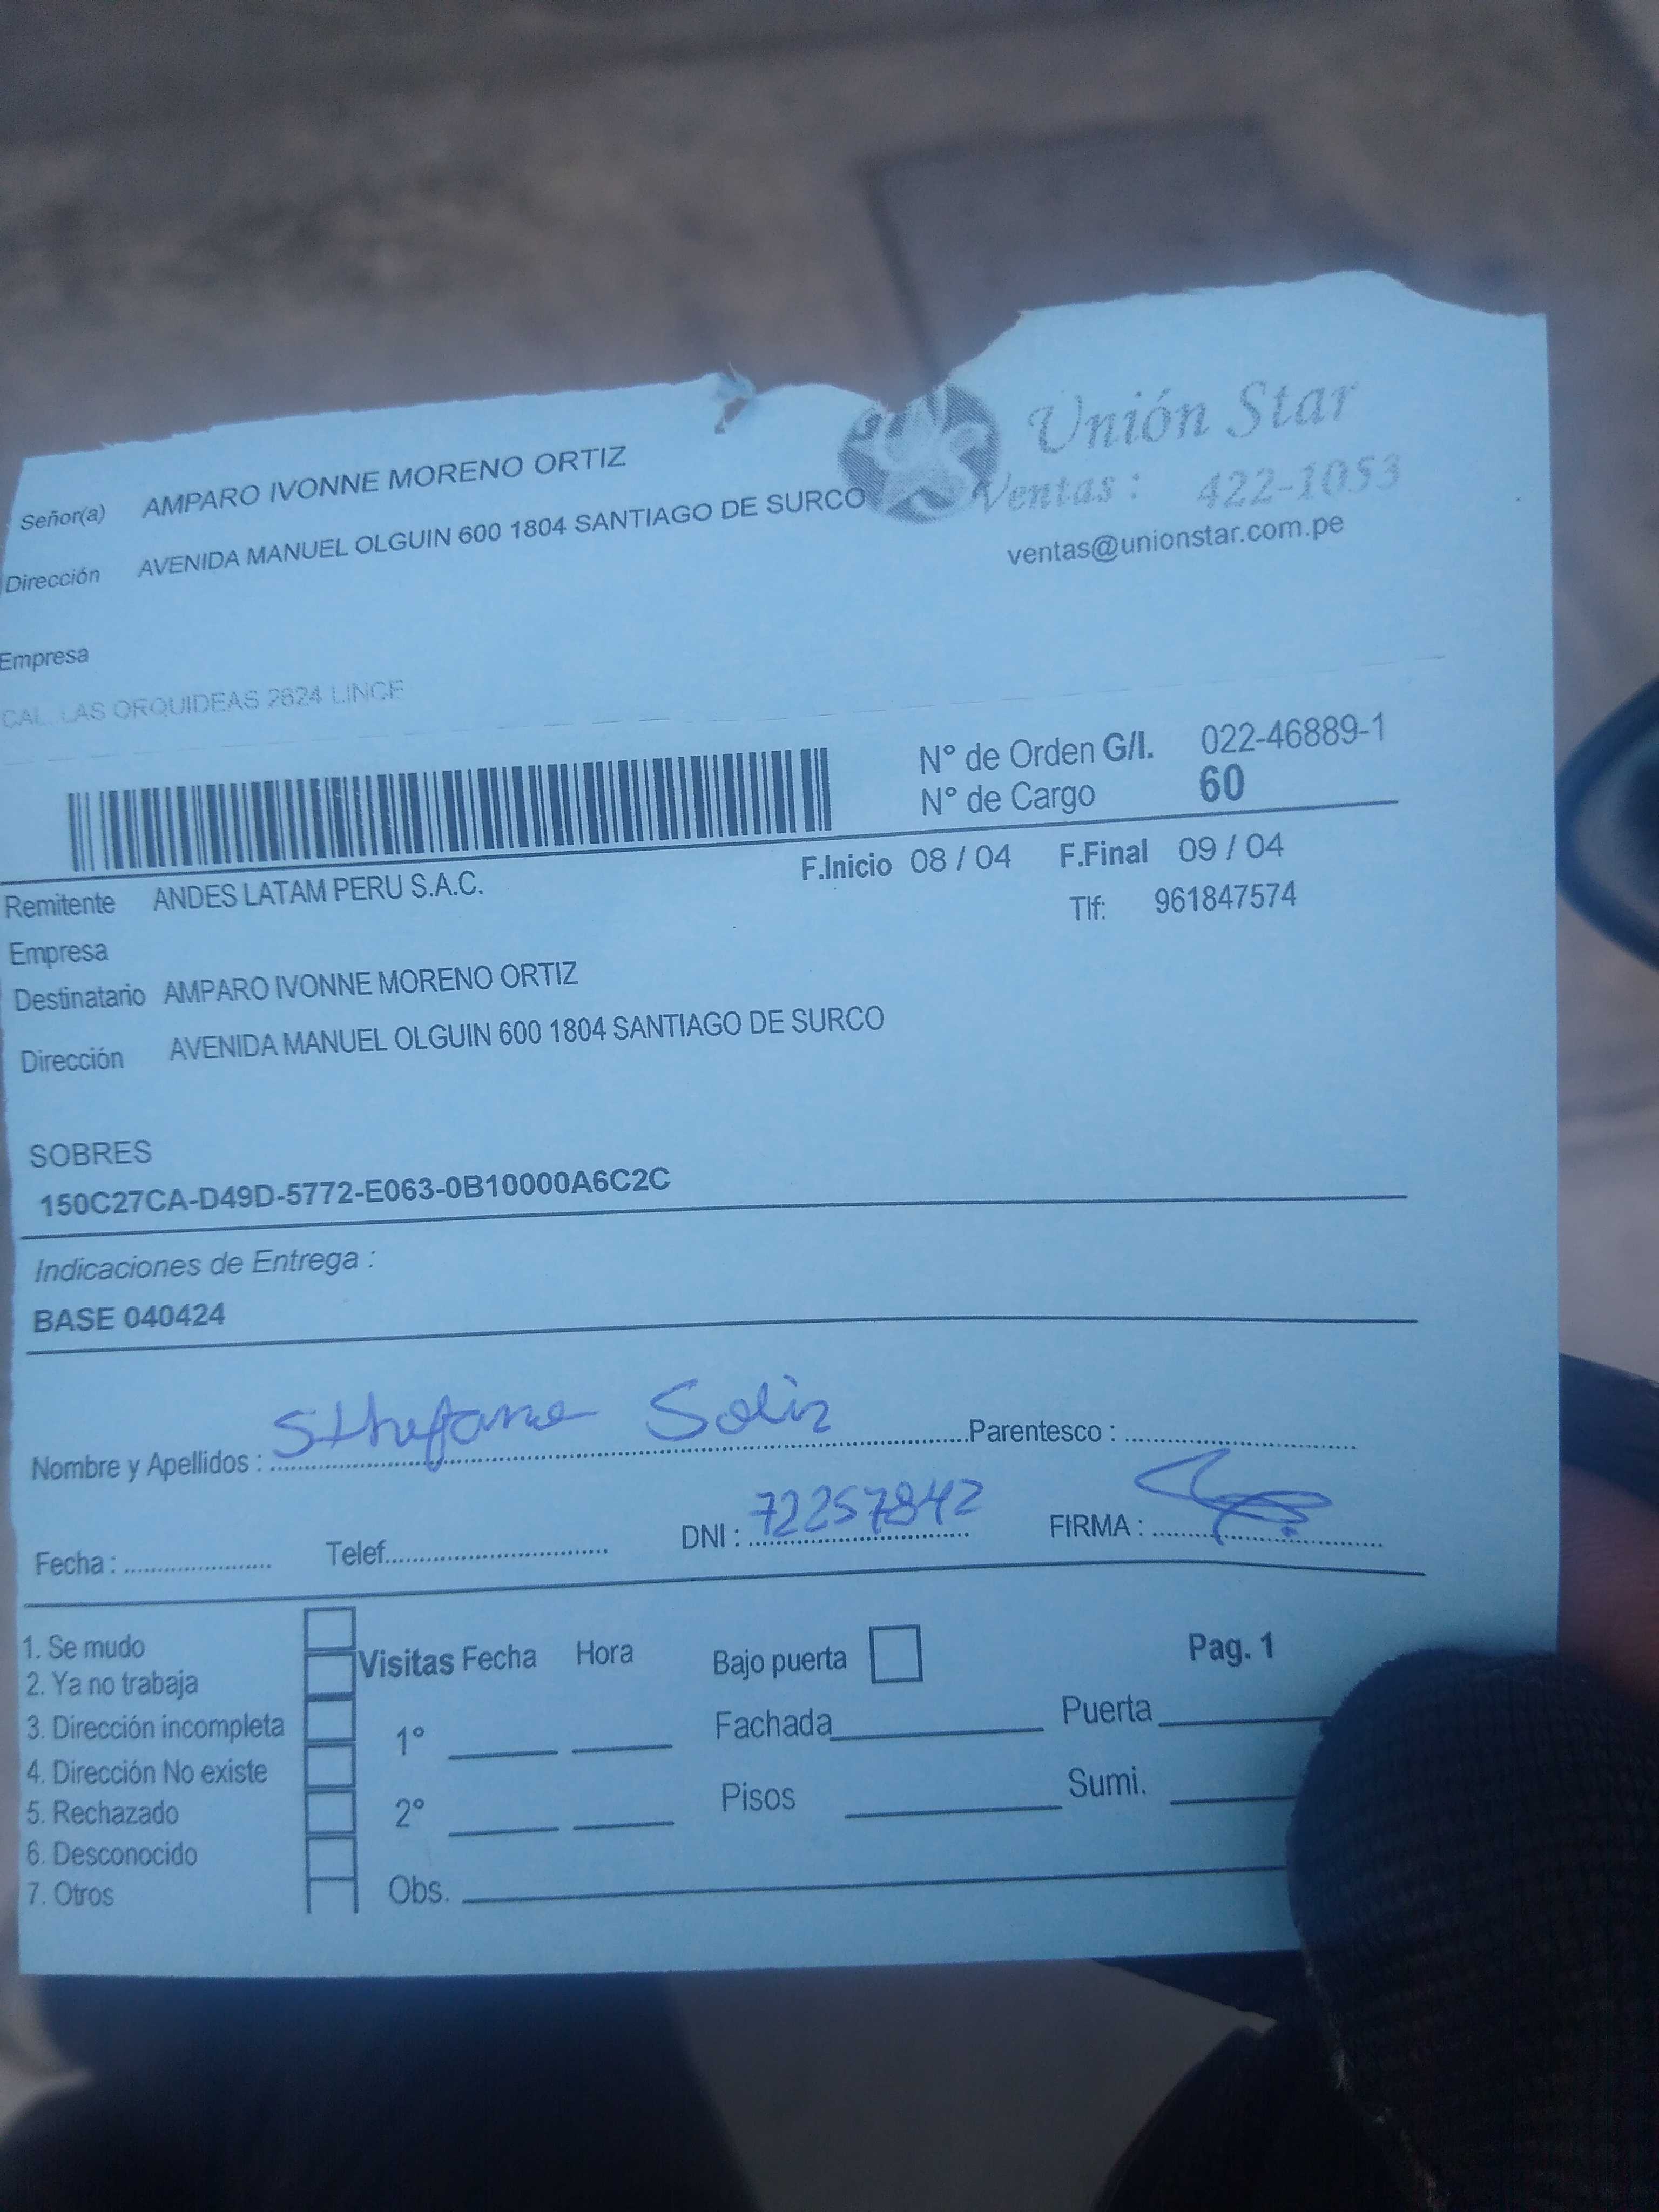 Unión Star
Señor(a) AMPARO IVONNE MORENO ORTIZ
Ventas : 422-1053
Dirección AVENIDA MANUEL OLGUIN 600 1804 SANTIAGO DE SURCO
ventas@unionstar.com.pe
Empresa
CAL. LAS ORQUIDEAS 2624 LINCE
N° de Orden G/I. 022-46889-1
N° de Cargo 60
F.Inicio 08 / 04 F.Final 09 / 04
Remitente ANDES LATAM PERU S.A.C.
Tlf: 961847574
Empresa
Destinatario AMPARO IVONNE MORENO ORTIZ
Dirección AVENIDA MANUEL OLGUIN 600 1804 SANTIAGO DE SURCO
SOBRES
150C27CA-D49D-5772-E063-0B10000A6C2C
Indicaciones de Entrega :
BASE 040424
Nombre y Apellidos : Sthefane Soliz Parentesco :
Fecha : Telef. DNI : 72257842 FIRMA :
1. Se mudo
2. Ya no trabaja
3. Dirección incompleta
4. Dirección No existe
5. Rechazado
6. Desconocido
7. Otros
Visitas Fecha Hora
1°
2°
Obs.
Bajo puerta
Pag. 1
Fachada Puerta
Pisos Sumi.